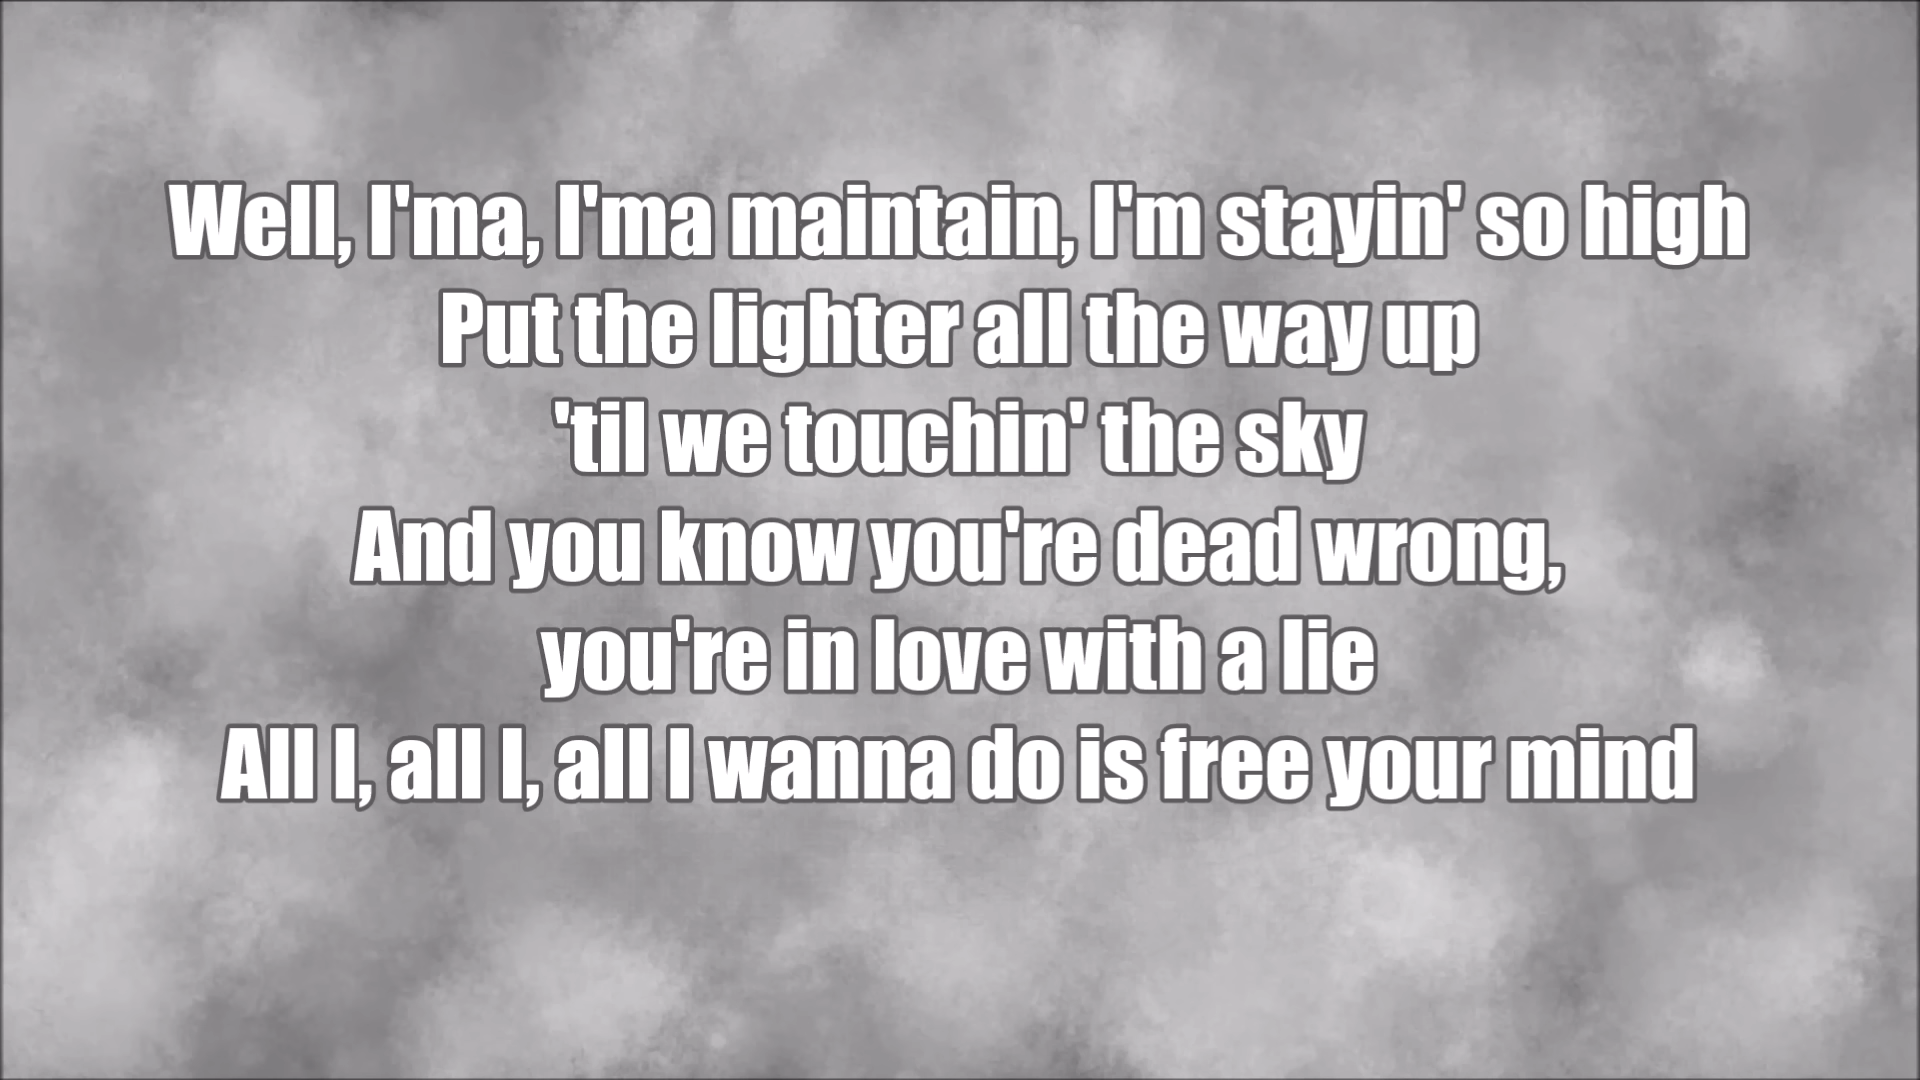 Well, I'ma, I'ma maintain, I'm stayin' so high
Put the lighter all the way up
'til we touchin' the sky
And you know you're dead wrong,
you're in love with a lie
All I, all I, all I wanna do is free your mind